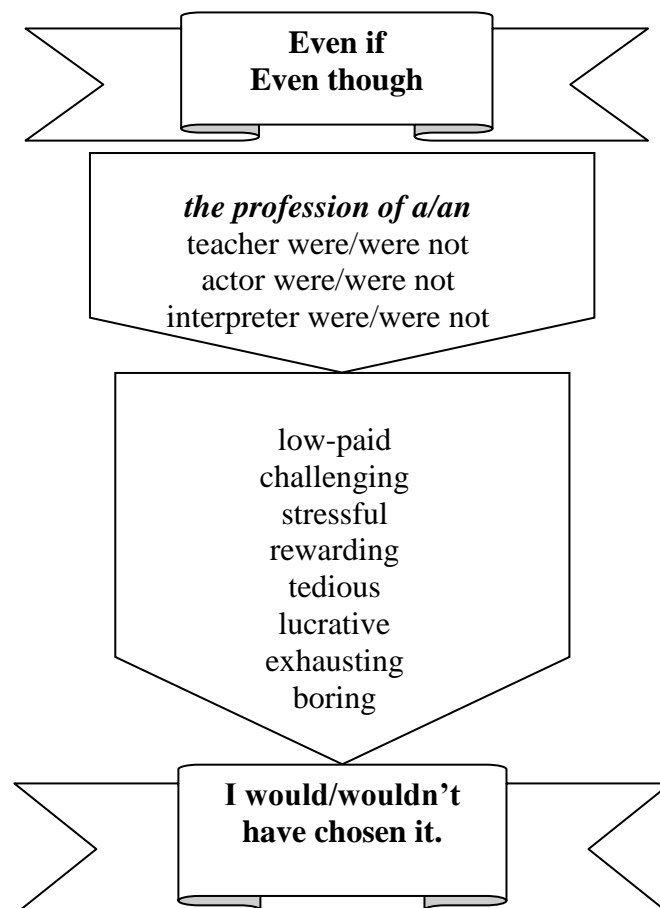 Even if
Even though
the profession of a/an
teacher were/were not
actor were/were not
interpreter were/were not
low-paid
challenging
stressful
rewarding
tedious
lucrative
exhausting
boring
I would/wouldn’t
have chosen it.